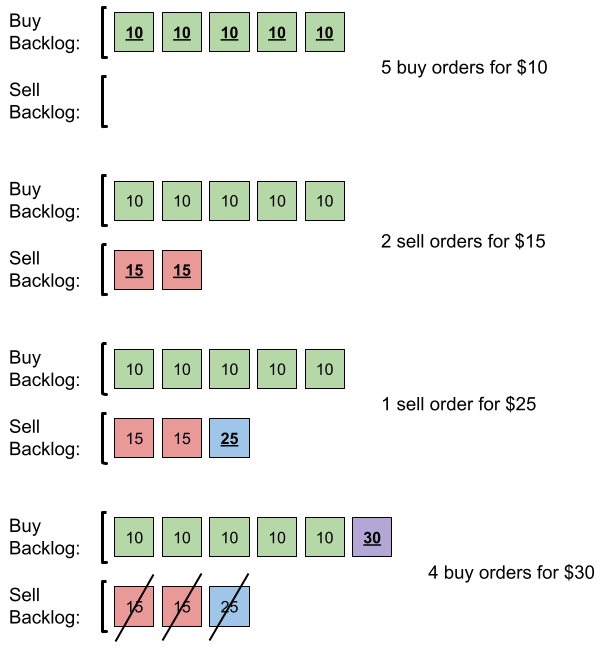 Buy
Backlog:
10 10 10 10 10
5 buy orders for $10
Sell
Backlog:
Buy
Backlog:
10 10 10 10 10
2 sell orders for $15
Sell
Backlog:
15 15
Buy
Backlog:
10 10 10 10 10
1 sell order for $25
Sell
Backlog:
15 15 25
Buy
Backlog:
10 10 10 10 10 30
4 buy orders for $30
Sell
Backlog:
15 15 25